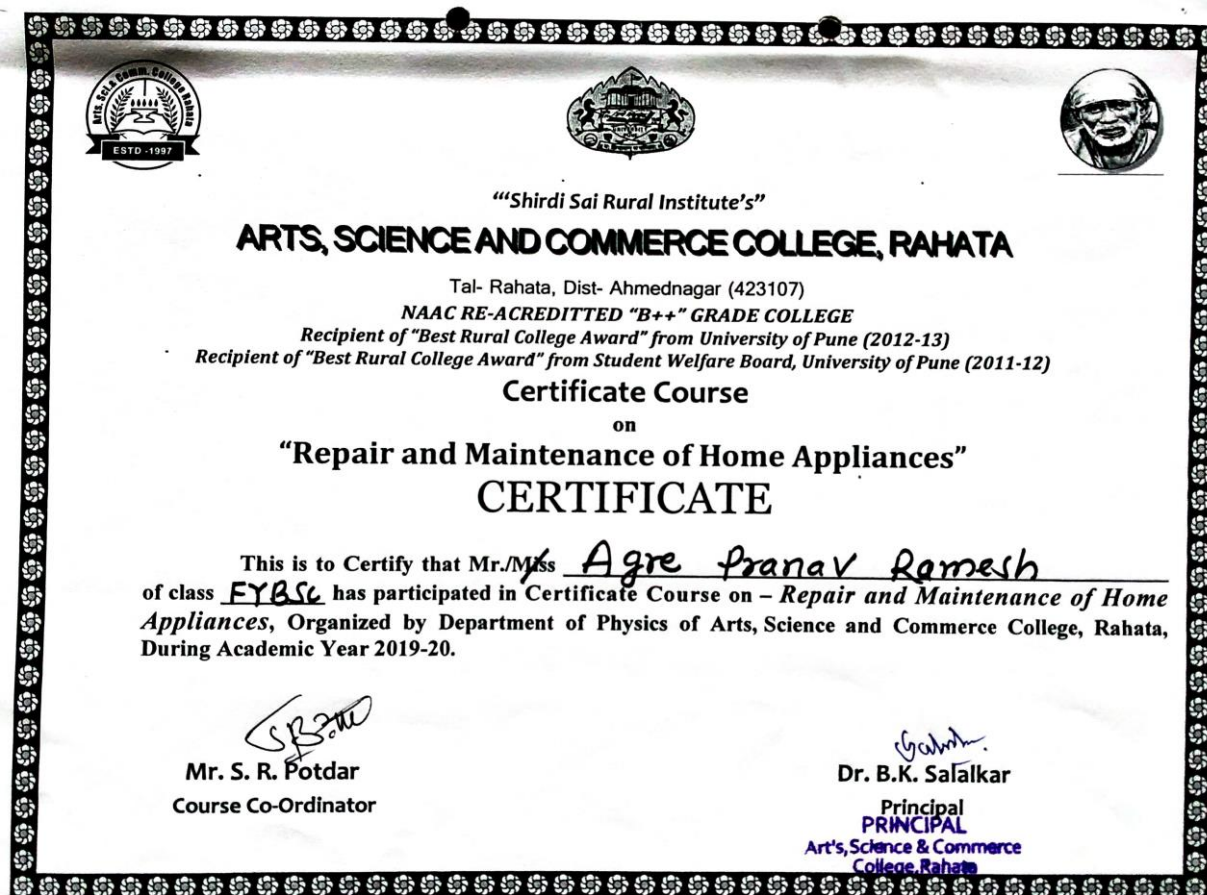 Arts, Sci.& Comm. College Rahata
ESTD -1997
"‘Shirdi Sai Rural Institute's"
ARTS, SCIENCE AND COMMERCE COLLEGE, RAHATA
Tal- Rahata, Dist- Ahmednagar (423107)
NAAC RE-ACREDITTED "B++" GRADE COLLEGE
Recipient of "Best Rural College Award" from University of Pune (2012-13)
Recipient of "Best Rural College Award" from Student Welfare Board, University of Pune (2011-12)
Certificate Course
on
"Repair and Maintenance of Home Appliances"
CERTIFICATE
This is to Certify that Mr./Miss Agre Pranav Ramesh
of class FYBSc has participated in Certificate Course on – Repair and Maintenance of Home
Appliances, Organized by Department of Physics of Arts, Science and Commerce College, Rahata,
During Academic Year 2019-20.
Mr. S. R. Potdar
Course Co-Ordinator
Dr. B.K. Salalkar
Principal
PRINCIPAL
Art's, Science & Commerce
College, Rahata